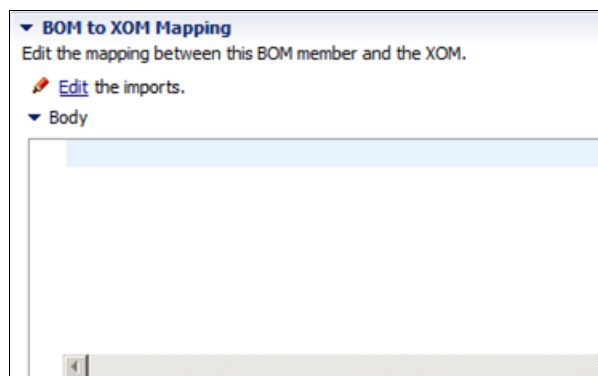 BOM to XOM Mapping
Edit the mapping between this BOM member and the XOM.
Edit the imports.
Body